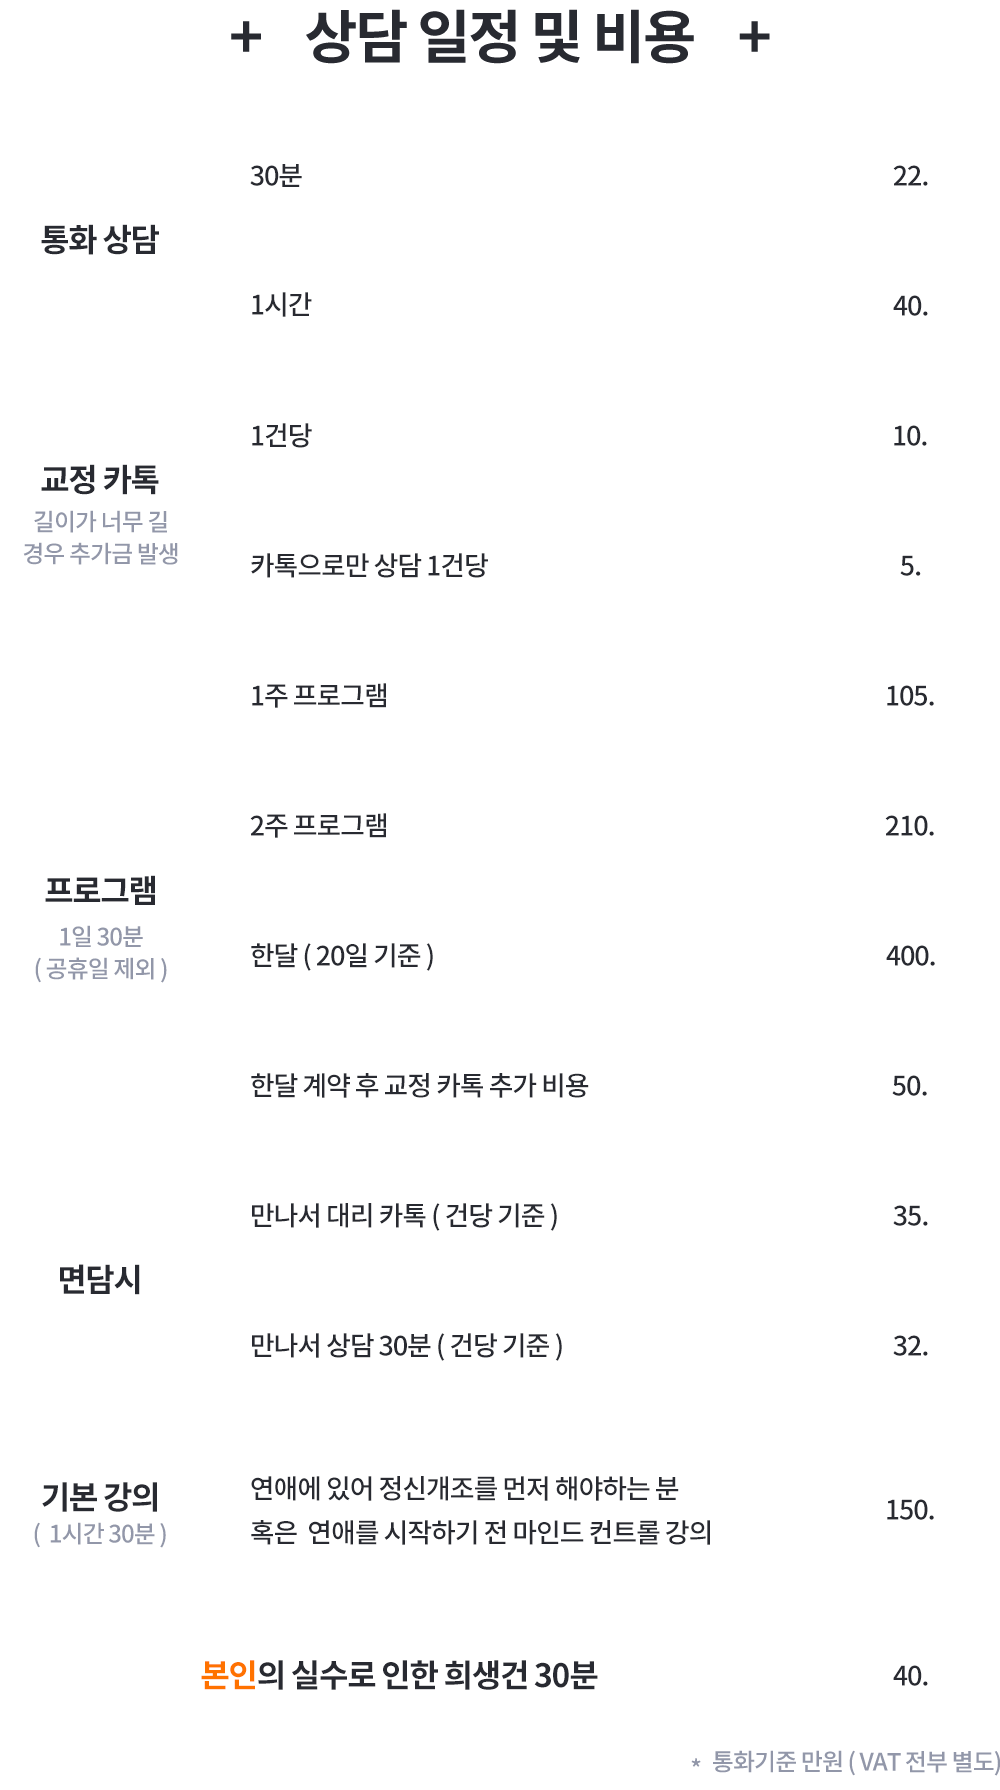 + 상담 일정 및 비용 +
통화 상담
30분 22.
1시간 40.
교정 카톡
길이가 너무 길
경우 추가금 발생
1건당 10.
카톡으로만 상담 1건당 5.
프로그램
1일 30분
( 공휴일 제외 )
1주 프로그램 105.
2주 프로그램 210.
한달 ( 20일 기준 ) 400.
한달 계약 후 교정 카톡 추가 비용 50.
면담시
만나서 대리 카톡 ( 건당 기준 ) 35.
만나서 상담 30분 ( 건당 기준 ) 32.
기본 강의
( 1시간 30분 )
연애에 있어 정신개조를 먼저 해야하는 분
혹은 연애를 시작하기 전 마인드 컨트롤 강의
150.
본인의 실수로 인한 희생건 30분 40.
* 통화기준 만원 ( VAT 전부 별도)